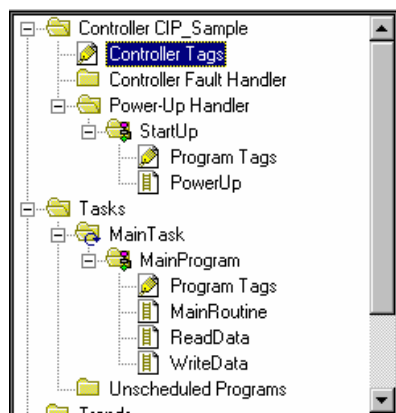 Controller CIP_Sample
Controller Tags
Controller Fault Handler
Power-Up Handler
StartUp
Program Tags
PowerUp
Tasks
MainTask
MainProgram
Program Tags
MainRoutine
ReadData
WriteData
Unscheduled Programs